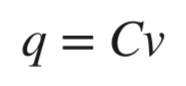 q = Cv